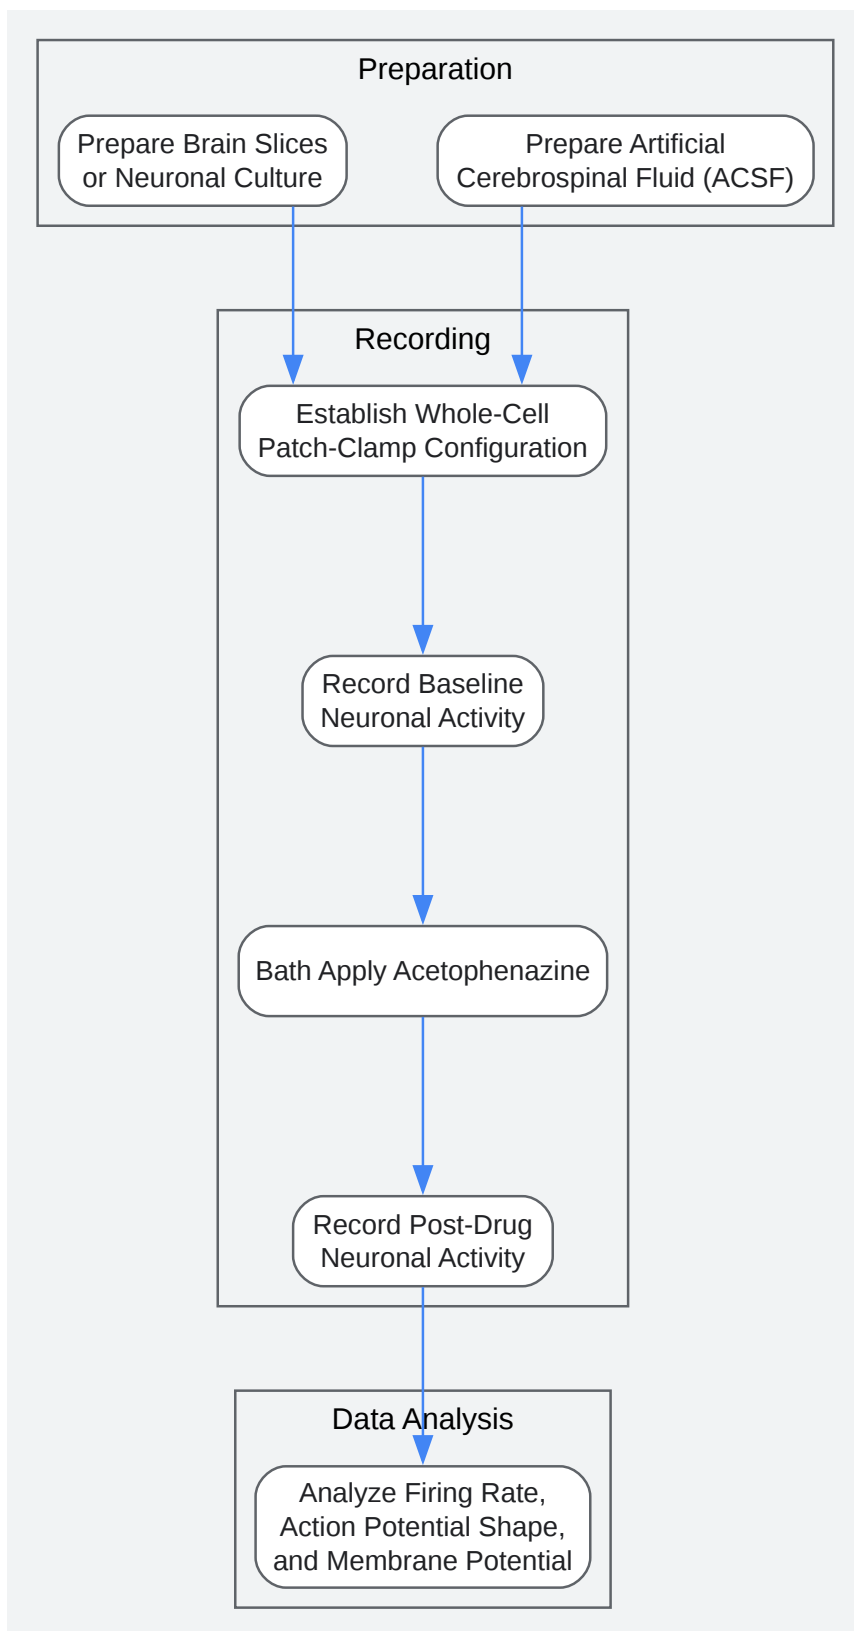 Preparation
Prepare Brain Slices
or Neuronal Culture
Prepare Artificial
Cerebrospinal Fluid (ACSF)
Recording
Establish Whole-Cell
Patch-Clamp Configuration
Record Baseline
Neuronal Activity
Bath Apply Acetophenazine
Record Post-Drug
Neuronal Activity
Data Analysis
Analyze Firing Rate,
Action Potential Shape,
and Membrane Potential